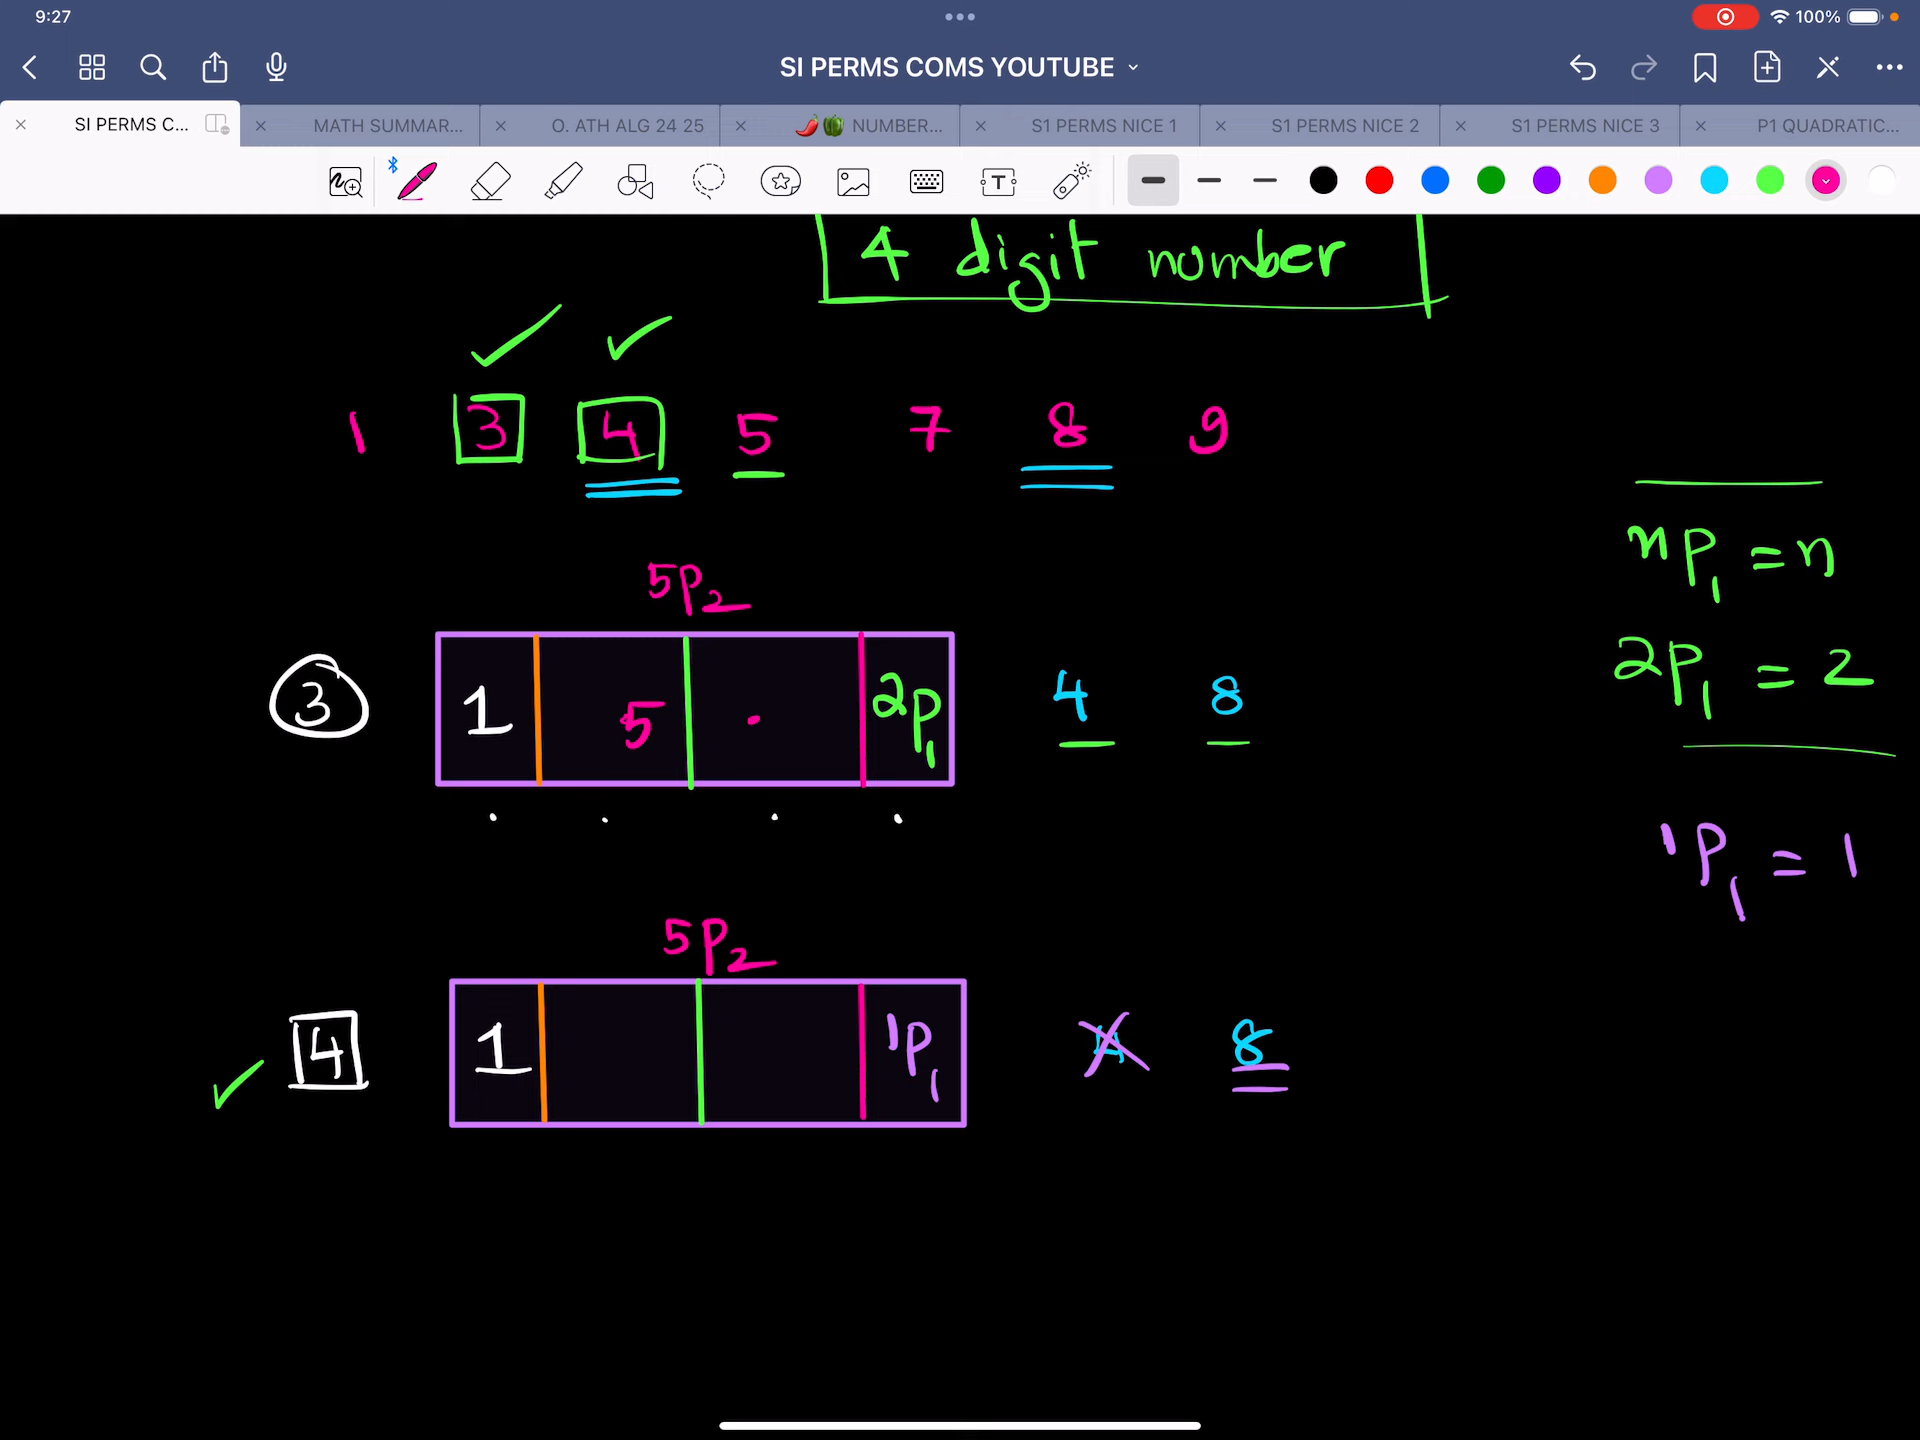 9:27
100%
SI PERMS COMS YOUTUBE
SI PERMS C...
MATH SUMMAR...
O. ATH ALG 24 25
🌶️🫑 NUMBER...
S1 PERMS NICE 1
S1 PERMS NICE 2
S1 PERMS NICE 3
P1 QUADRATIC...
4 digit number
1 3 4 5 7 8 9
nP1 = n
5P2
2P1 = 2
3 1 5 . 2P1 4 8
1P1 = 1
5P2
4 1 1P1 4 8